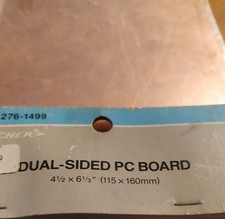 276-1499
DUAL-SIDED PC BOARD
4½ × 6⅓" (115 × 160mm)